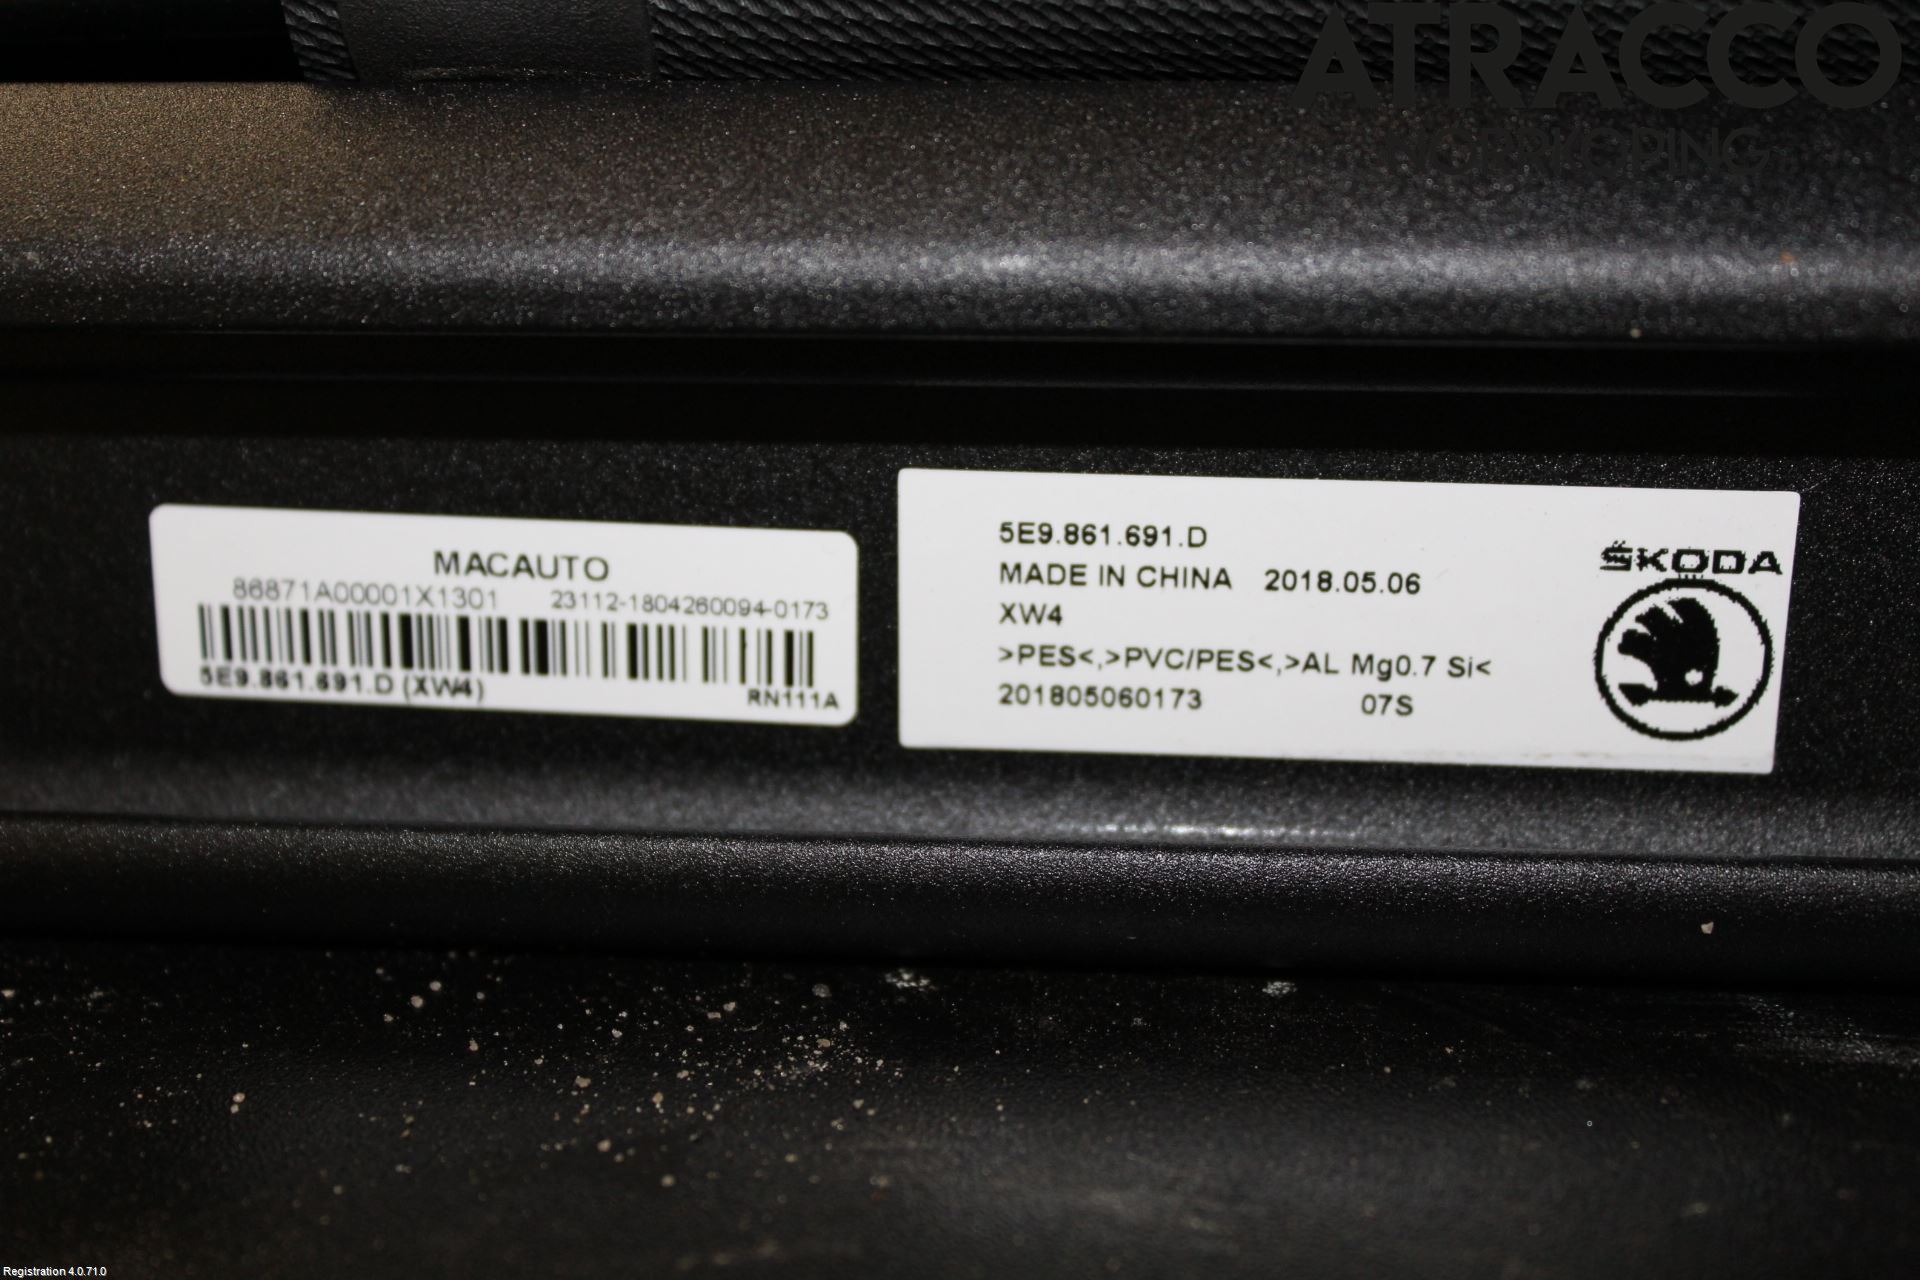 ATRACCO
NORRKÖPING
MACAUTO
86871A00001X1301 23112-1804260094-0173
5E9.861.691.D (XW4)
RN111A
5E9.861.691.D
MADE IN CHINA 2018.05.06
XW4
>PES<,>PVC/PES<,>AL Mg0.7 Si<
201805060173 07S
ŠKODA
Registration 4.0.71.0